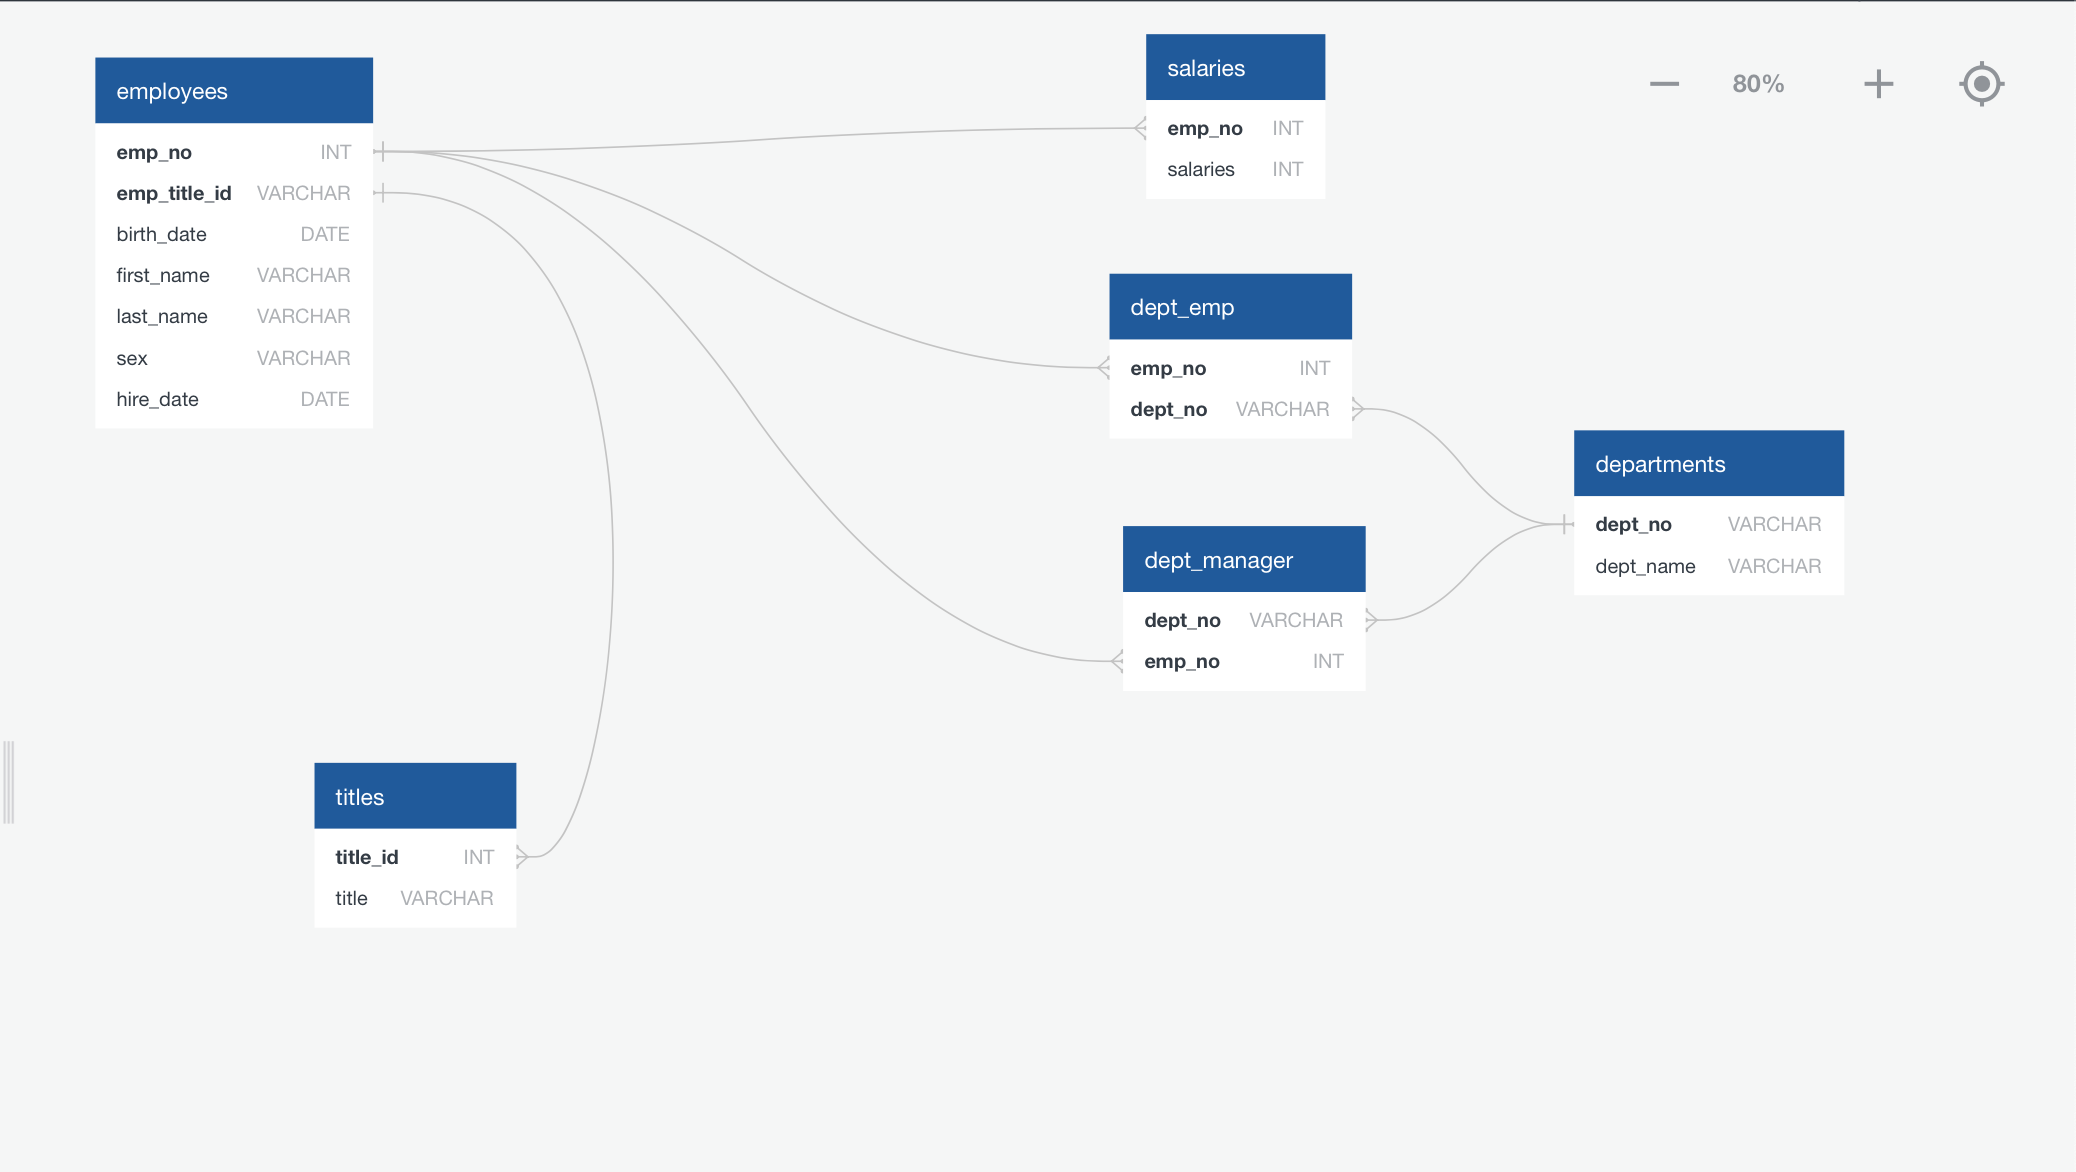 employees
emp_no INT
emp_title_id VARCHAR
birth_date DATE
first_name VARCHAR
last_name VARCHAR
sex VARCHAR
hire_date DATE
salaries
emp_no INT
salaries INT
80%
dept_emp
emp_no INT
dept_no VARCHAR
departments
dept_no VARCHAR
dept_name VARCHAR
dept_manager
dept_no VARCHAR
emp_no INT
titles
title_id INT
title VARCHAR